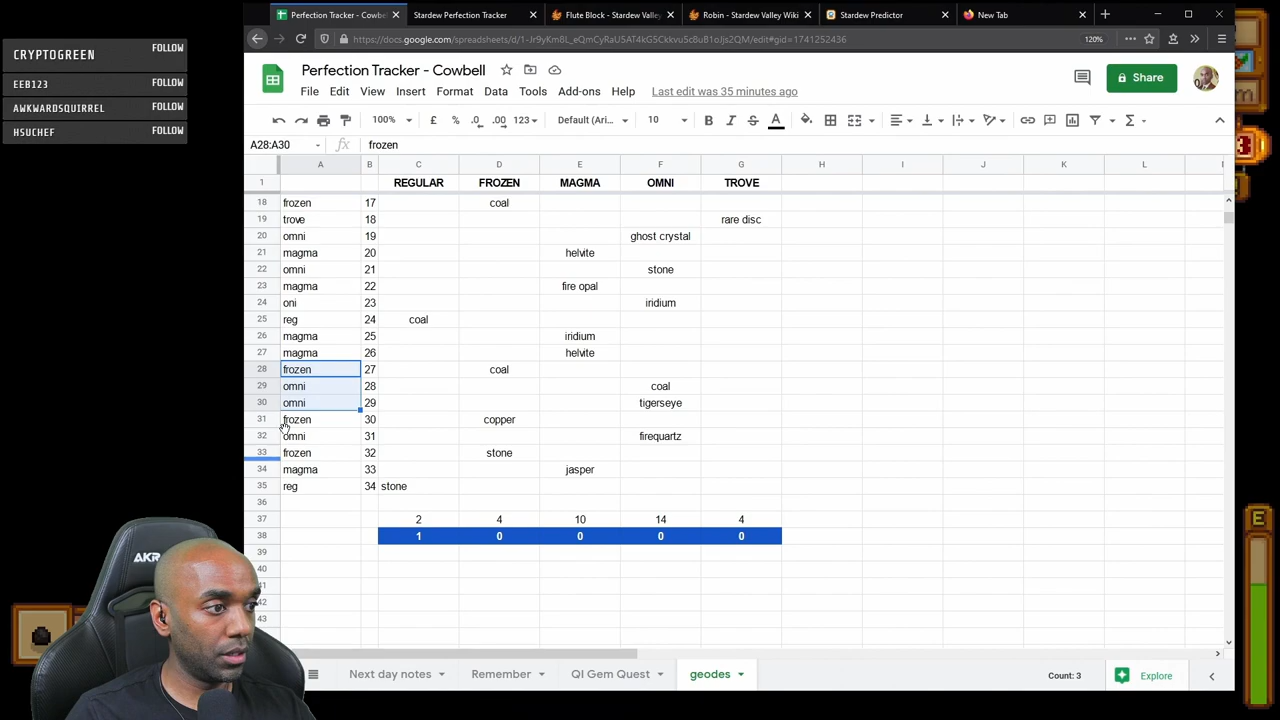 Perfection Tracker - Cowbell
Stardew Perfection Tracker
Flute Block - Stardew Valley
Robin - Stardew Valley Wiki
Stardew Predictor
New Tab
120%
CRYPTOGREEN FOLLOW
EEB123 FOLLOW
AWKWARDSQUIRREL FOLLOW
HSUCHEF FOLLOW
Perfection Tracker - Cowbell
Share
File Edit View Insert Format Data Tools Add-ons Help Last edit was 35 minutes ago
100% £ % .0 .00 123 Default (Ari... 10 B I S A
A28:A30 fx frozen
A B C D E F G H I J K L
1 REGULAR FROZEN MAGMA OMNI TROVE
18 frozen 17 coal
19 trove 18 rare disc
20 omni 19 ghost crystal
21 magma 20 helvite
22 omni 21 stone
23 magma 22 fire opal
24 oni 23 iridium
25 reg 24 coal
26 magma 25 iridium
27 magma 26 helvite
28 frozen 27 coal
29 omni 28 coal
30 omni 29 tigerseye
31 frozen 30 copper
32 omni 31 firequartz
33 frozen 32 stone
34 magma 33 jasper
35 reg 34 stone
36
37 2 4 10 14 4
38 1 0 0 0 0
39
40
41
42
43
Next day notes Remember QI Gem Quest geodes Count: 3 Explore
AKR
E